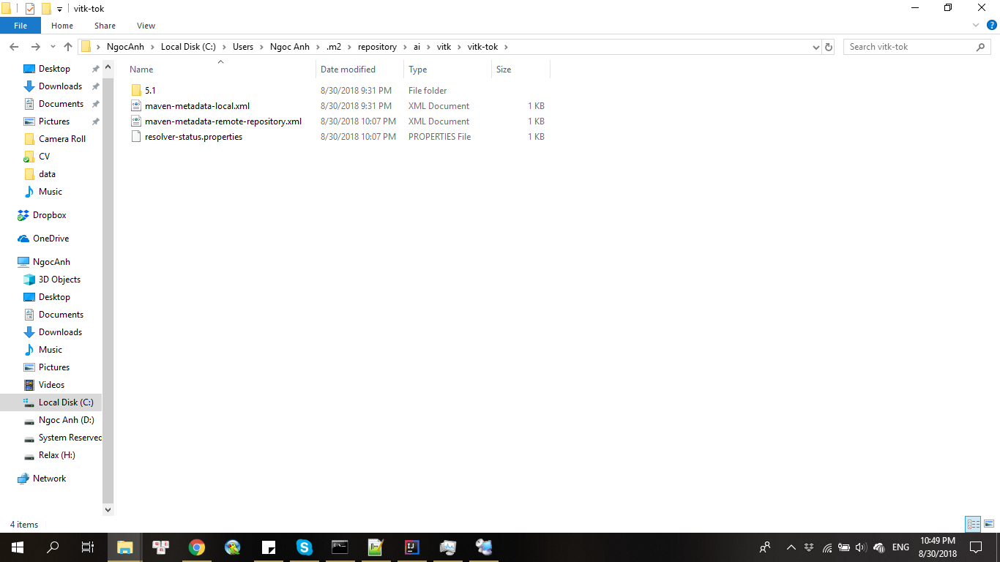 vitk-tok
File Home Share View
NgocAnh Local Disk (C:) Users Ngoc Anh .m2 repository ai vitk vitk-tok
Search vitk-tok
Name Date modified Type Size
5.1 8/30/2018 9:31 PM File folder
maven-metadata-local.xml 8/30/2018 9:31 PM XML Document 1 KB
maven-metadata-remote-repository.xml 8/30/2018 10:07 PM XML Document 1 KB
resolver-status.properties 8/30/2018 10:07 PM PROPERTIES File 1 KB
Desktop
Downloads
Documents
Pictures
Camera Roll
CV
data
Music
Dropbox
OneDrive
NgocAnh
3D Objects
Desktop
Documents
Downloads
Music
Pictures
Videos
Local Disk (C:)
Ngoc Anh (D:)
System Reserved
Relax (H:)
Network
4 items
ENG
10:49 PM
8/30/2018